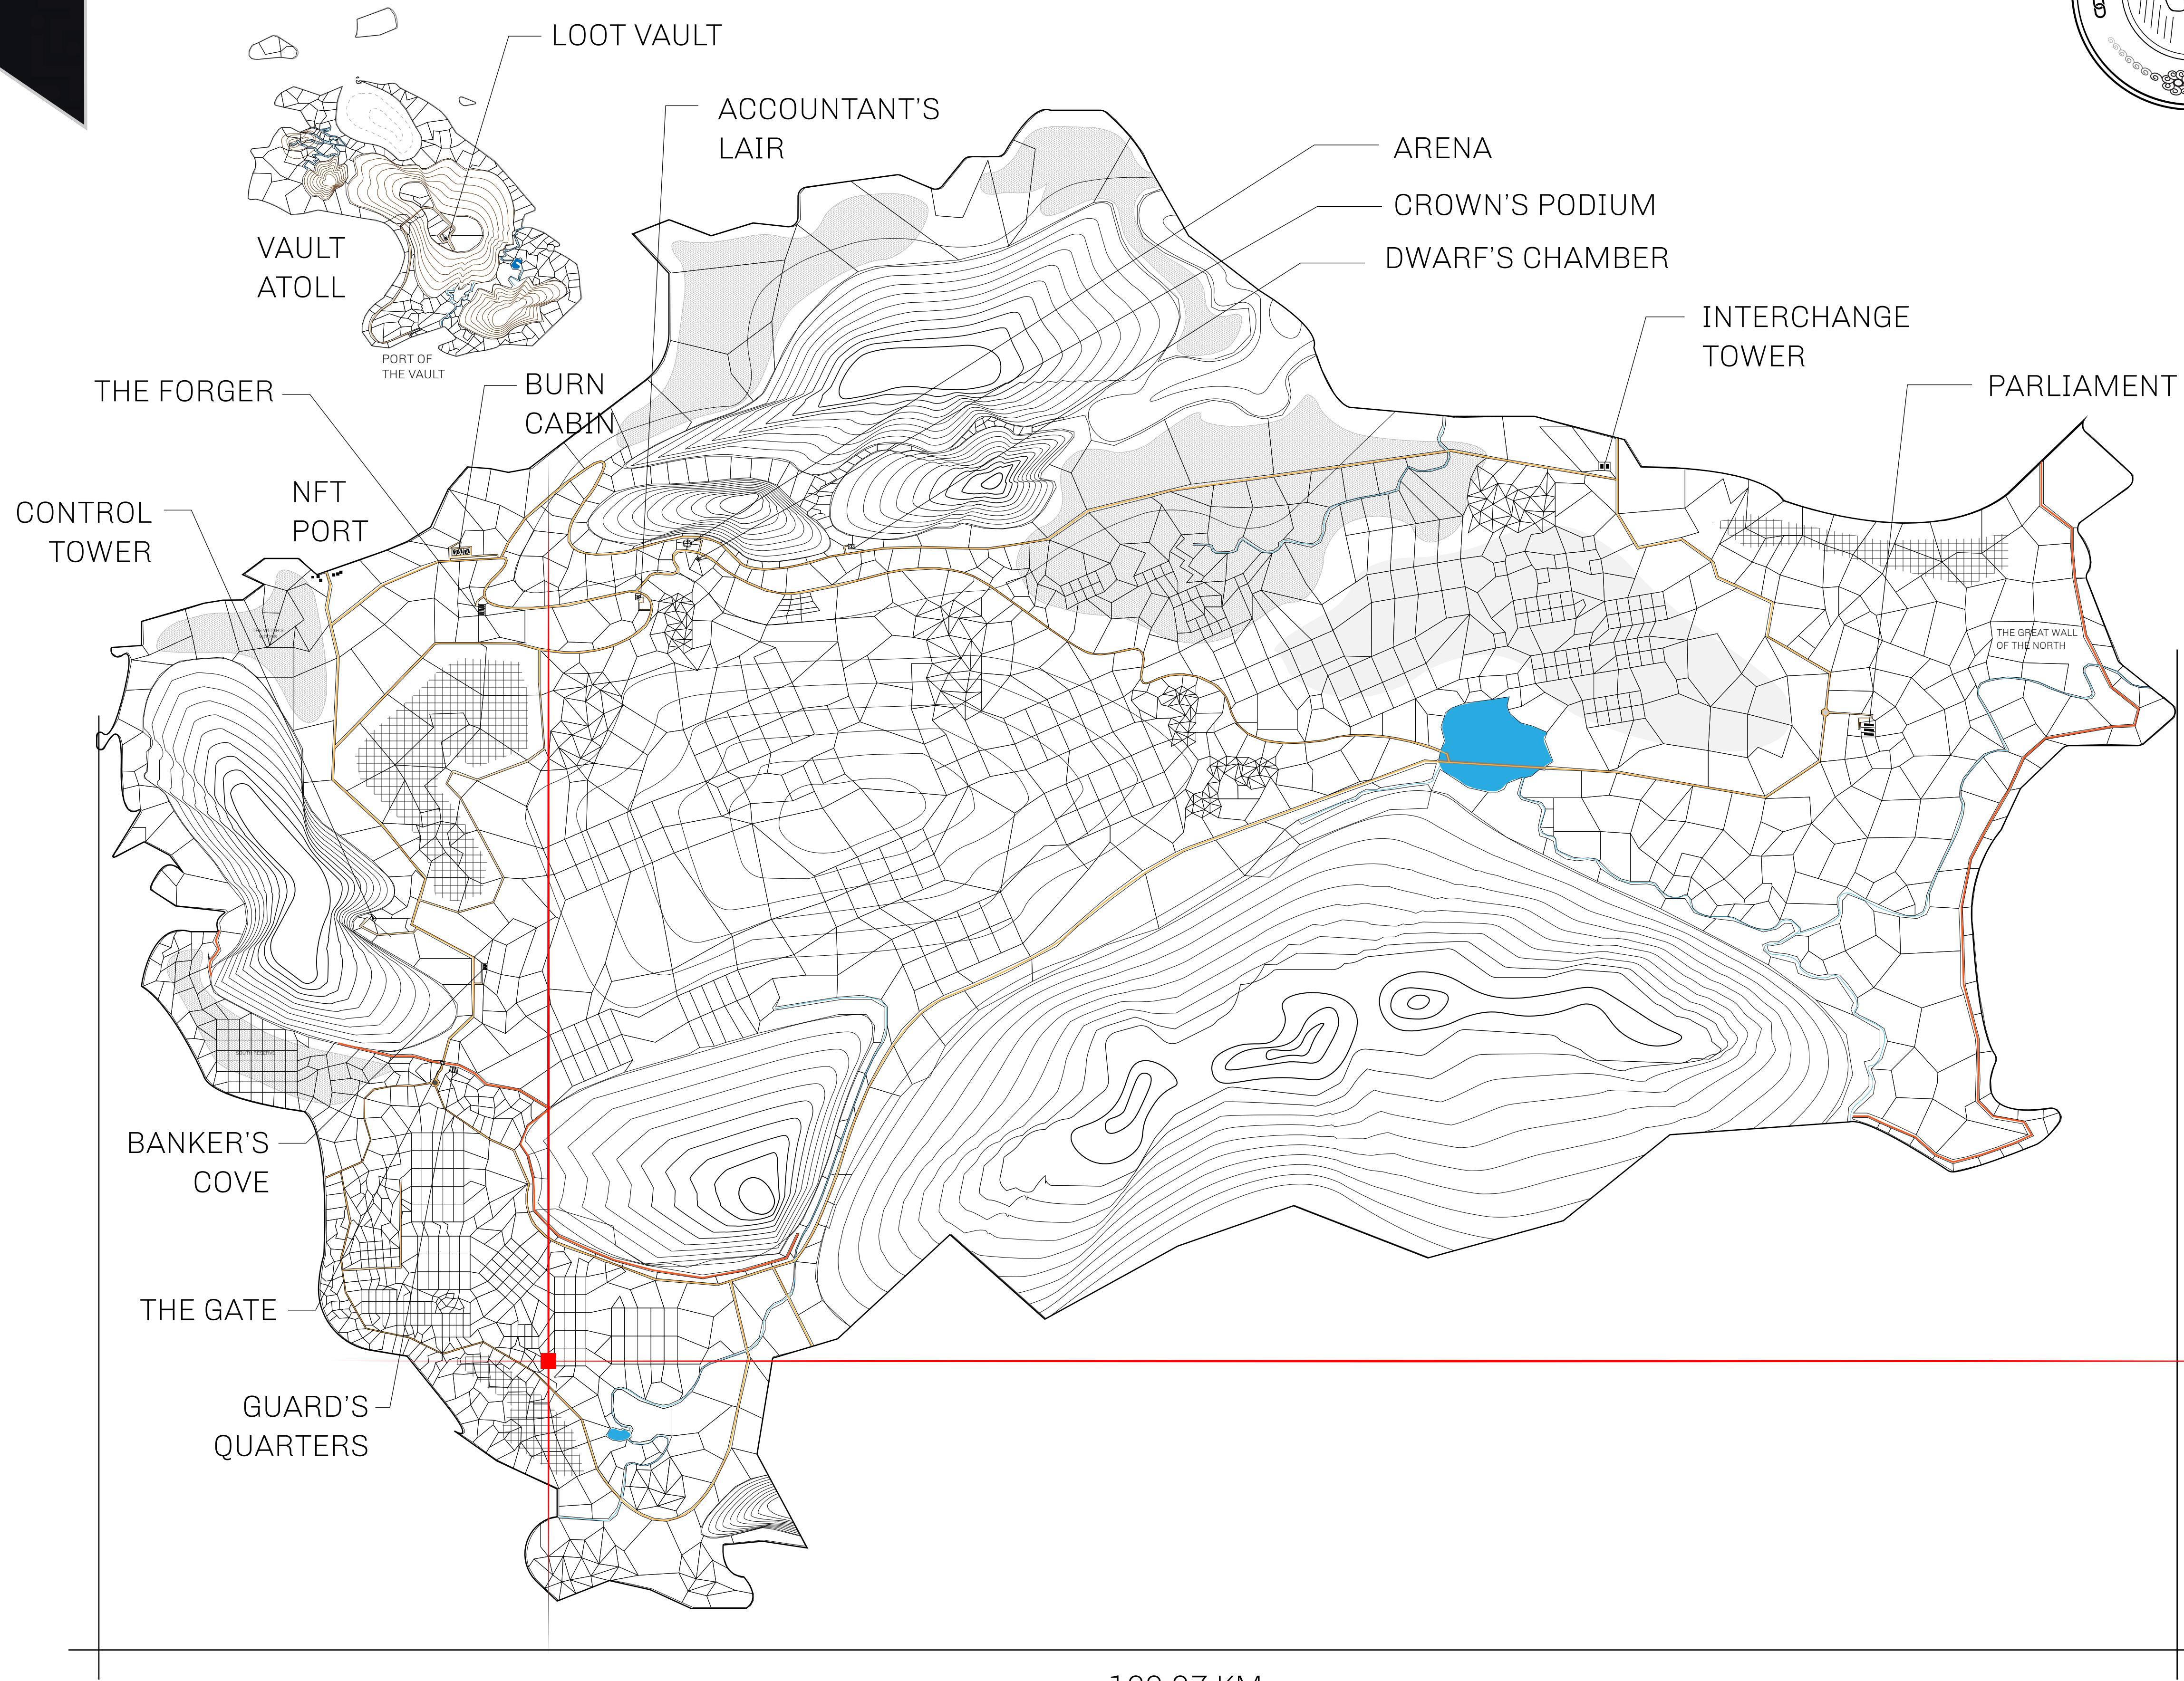 LOOT VAULT
ACCOUNTANT'S
LAIR
ARENA
CROWN'S PODIUM
DWARF'S CHAMBER
VAULT
ATOLL
INTERCHANGE
TOWER
PORT OF
THE VAULT
THE FORGER
BURN
CABIN
PARLIAMENT
NFT
PORT
CONTROL
TOWER
THE GREAT WALL
OF THE NORTH
SOUTH RESERVE
BANKER'S
COVE
THE GATE
GUARD'S
QUARTERS